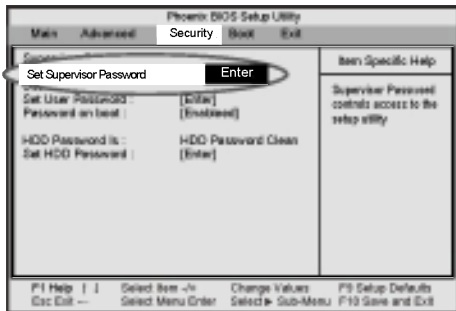 Phoenix BIOS Setup Utility
Main Advanced Security Boot Exit
Item Specific Help
Set Supervisor Password Enter
Supervisor Password controls access to the setup utility
Set User Password : [Enter]
Password on boot : [Enabled]
HDD Password Is : HDD Password Clean
Set HDD Password : [Enter]
F1 Help Select Item -/+ Change Values F9 Setup Defaults
Esc Exit Select Menu Enter Select ▶ Sub-Menu F10 Save and Exit